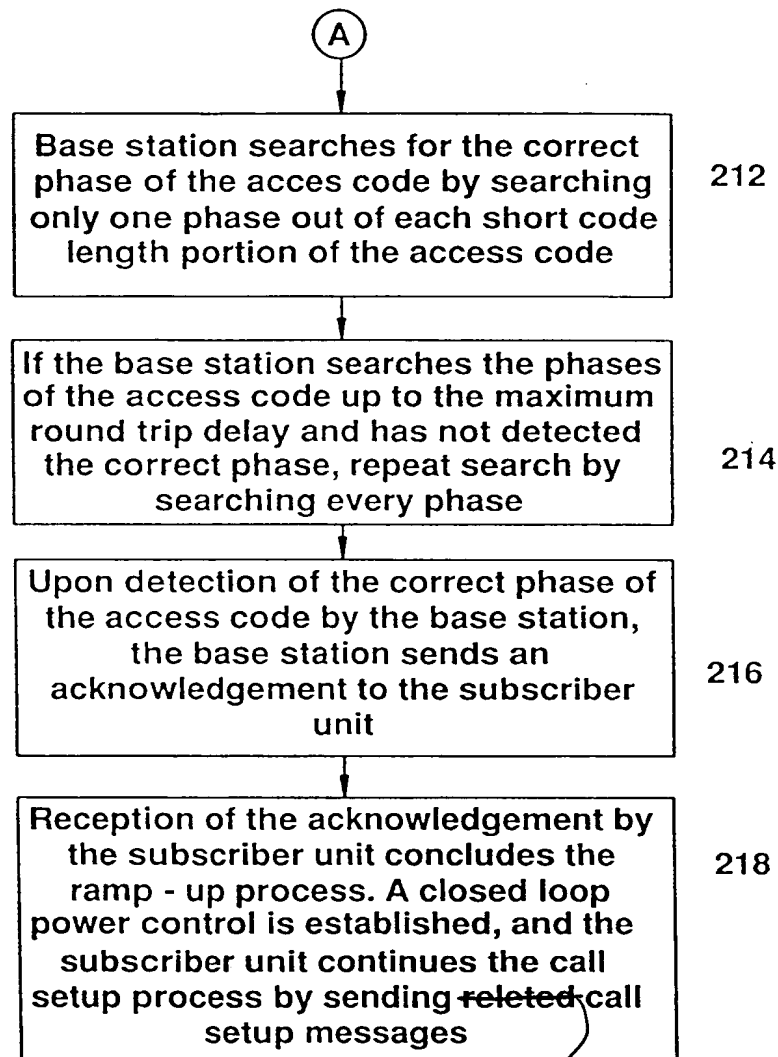 A
Base station searches for the correct
phase of the acces code by searching
only one phase out of each short code
length portion of the access code
212
If the base station searches the phases
of the access code up to the maximum
round trip delay and has not detected
the correct phase, repeat search by
searching every phase
214
Upon detection of the correct phase of
the access code by the base station,
the base station sends an
acknowledgement to the subscriber
unit
216
Reception of the acknowledgement by
the subscriber unit concludes the
ramp - up process. A closed loop
power control is established, and the
subscriber unit continues the call
setup process by sending releted call
setup messages
218